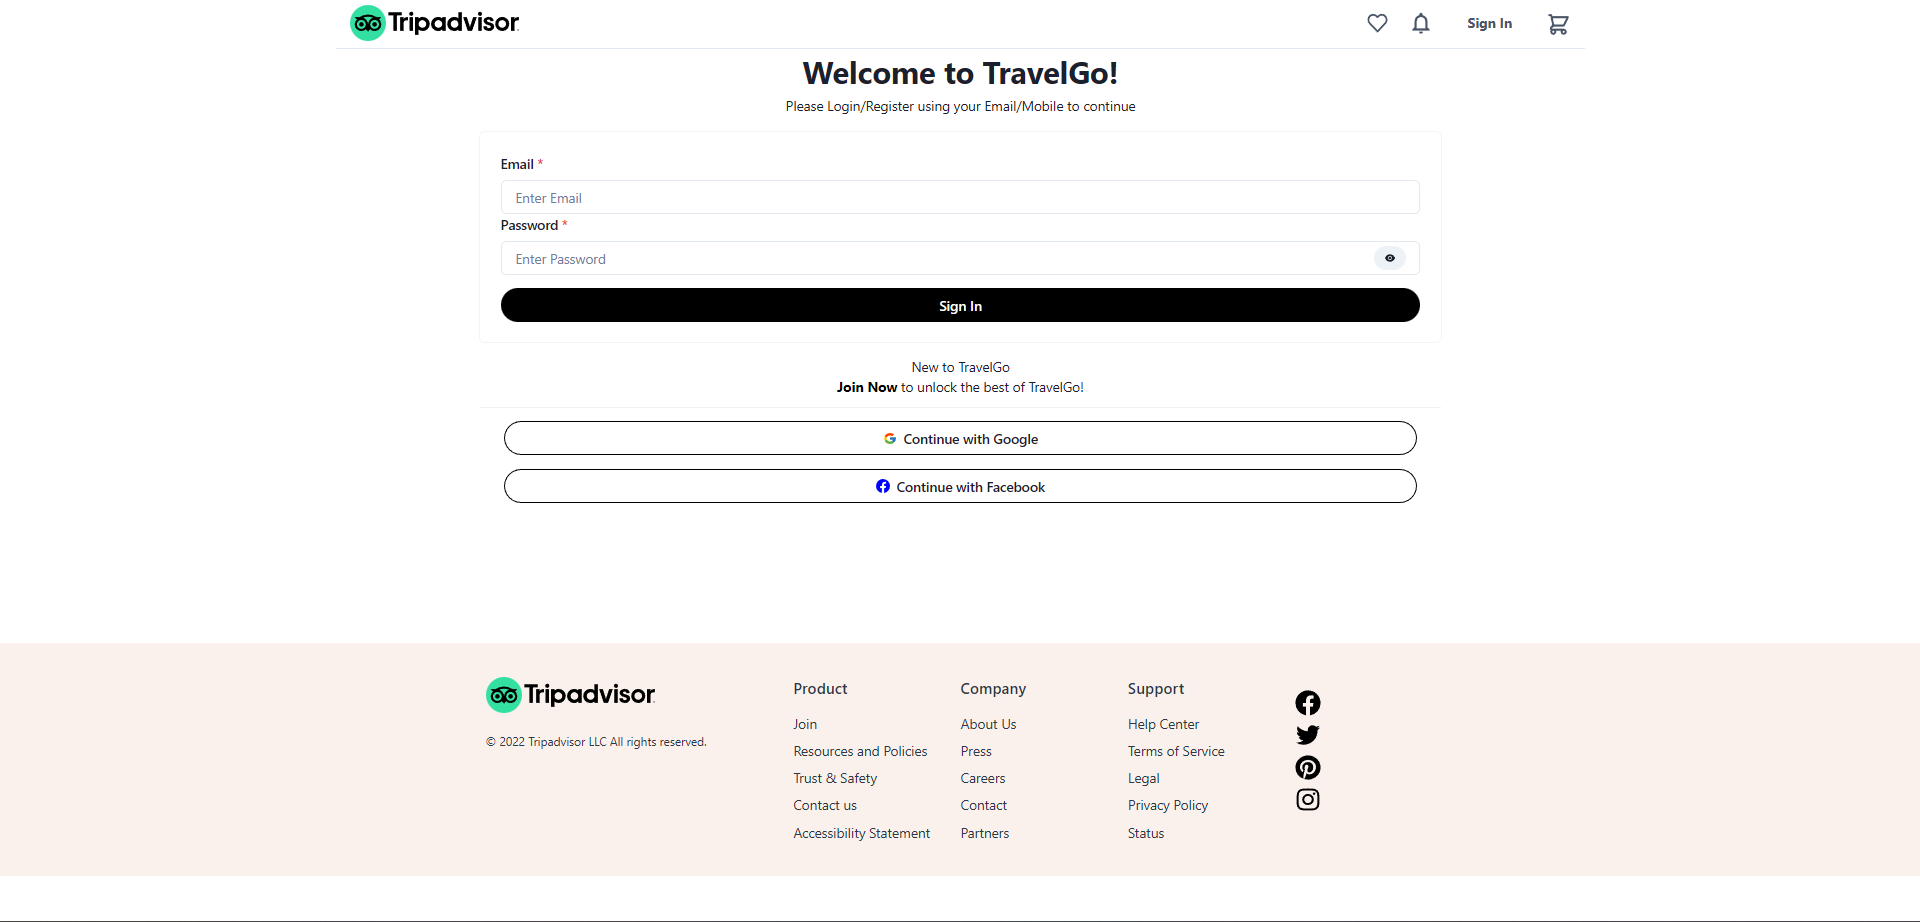 Tripadvisor
Sign In
Welcome to TravelGo!
Please Login/Register using your Email/Mobile to continue
Email *
Enter Email
Password *
Enter Password
Sign In
New to TravelGo
Join Now to unlock the best of TravelGo!
Continue with Google
Continue with Facebook
Tripadvisor
© 2022 Tripadvisor LLC All rights reserved.
Product
Join
Resources and Policies
Trust & Safety
Contact us
Accessibility Statement
Company
About Us
Press
Careers
Contact
Partners
Support
Help Center
Terms of Service
Legal
Privacy Policy
Status